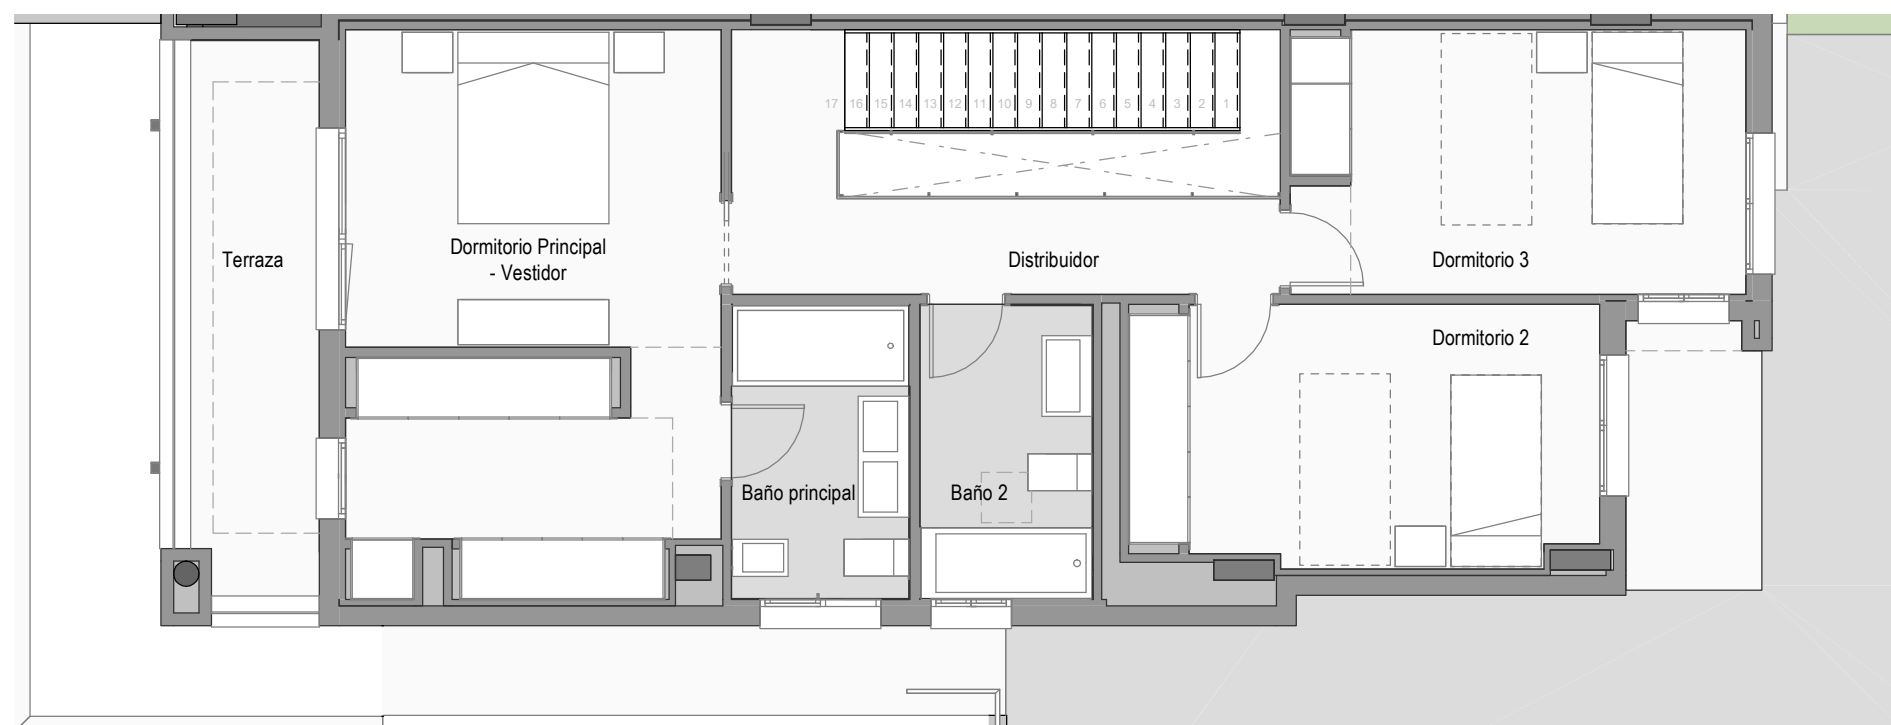 17 16 15 14 13 12 11 10 9 8 7 6 5 4 3 2 1
Terraza
Dormitorio Principal
- Vestidor
Distribuidor
Dormitorio 3
Dormitorio 2
Baño principal
Baño 2